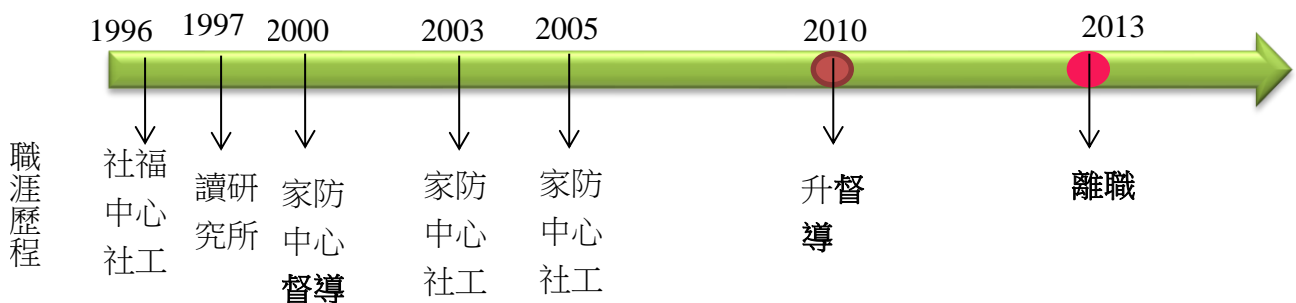 1996 1997 2000 2003 2005 2010 2013
職涯歷程
社福
中心
社工
讀研
究所
家防
中心
督導
家防
中心
社工
家防
中心
社工
升督
導
離職